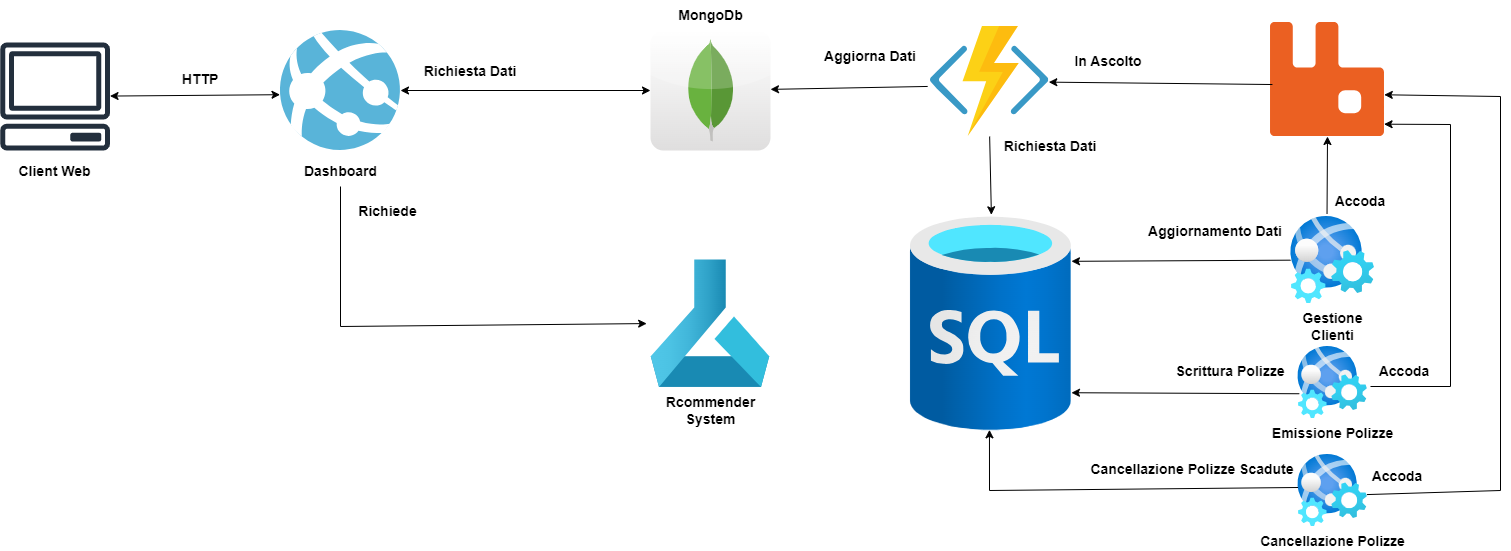 MongoDb
HTTP
Richiesta Dati
Aggiorna Dati
In Ascolto
Client Web
Dashboard
Richiede
Richiesta Dati
Accoda
Aggiornamento Dati
SQL
Gestione
Clienti
Rcommender
System
Scrittura Polizze
Accoda
Emissione Polizze
Cancellazione Polizze Scadute
Accoda
Cancellazione Polizze